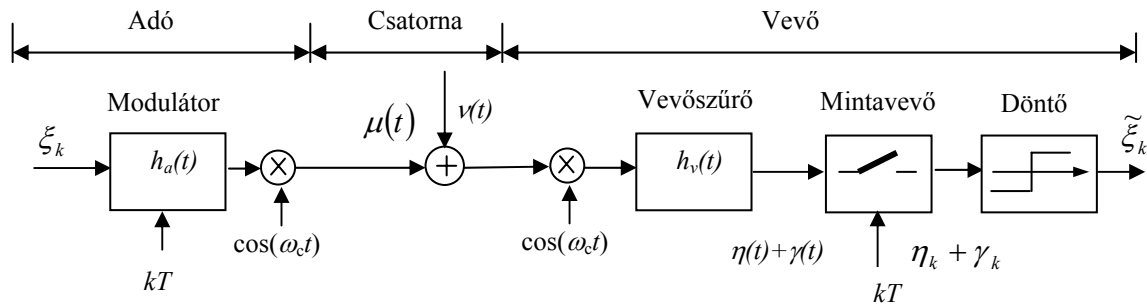 Adó Csatorna Vevő
Modulátor μ(t) ν(t) Vevőszűrő Mintavevő Döntő
ξ_k h_a(t) × + × h_v(t) ξ̃_k
cos(ω_c t) cos(ω_c t) η(t)+γ(t) η_k + γ_k
kT kT